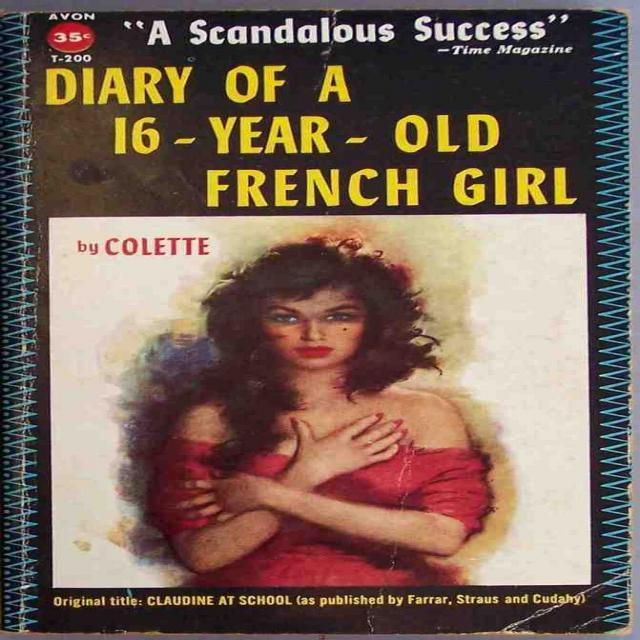 AVON
35¢
T-200
"A Scandalous Success"
—Time Magazine
DIARY OF A
16-YEAR-OLD
FRENCH GIRL
by COLETTE
Original title: CLAUDINE AT SCHOOL (as published by Farrar, Straus and Cudahy)